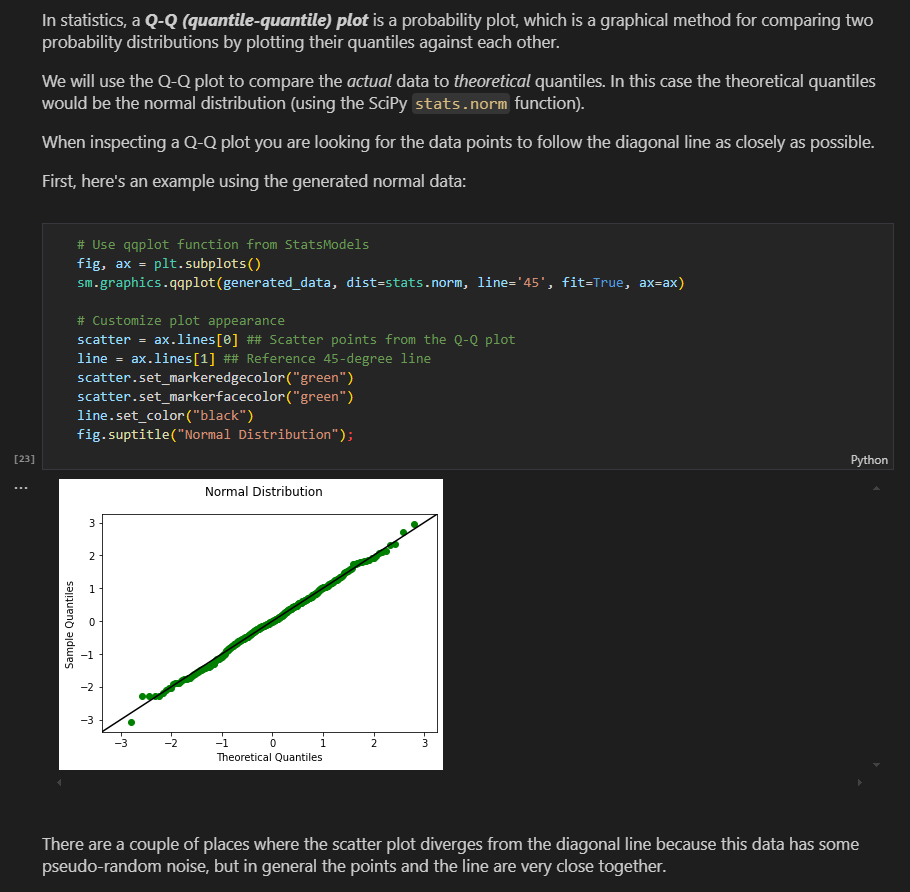 In statistics, a Q-Q (quantile-quantile) plot is a probability plot, which is a graphical method for comparing two
probability distributions by plotting their quantiles against each other.
We will use the Q-Q plot to compare the actual data to theoretical quantiles. In this case the theoretical quantiles
would be the normal distribution (using the SciPy stats.norm function).
When inspecting a Q-Q plot you are looking for the data points to follow the diagonal line as closely as possible.
First, here's an example using the generated normal data:
# Use qqplot function from StatsModels
fig, ax = plt.subplots()
sm.graphics.qqplot(generated_data, dist=stats.norm, line='45', fit=True, ax=ax)
# Customize plot appearance
scatter = ax.lines[0] ## Scatter points from the Q-Q plot
line = ax.lines[1] ## Reference 45-degree line
scatter.set_markeredgecolor("green")
scatter.set_markerfacecolor("green")
line.set_color("black")
fig.suptitle("Normal Distribution");
[23]
Python
...
Normal Distribution
Sample Quantiles
3
2
1
0
−1
−2
−3
−3 −2 −1 0 1 2 3
Theoretical Quantiles
There are a couple of places where the scatter plot diverges from the diagonal line because this data has some
pseudo-random noise, but in general the points and the line are very close together.